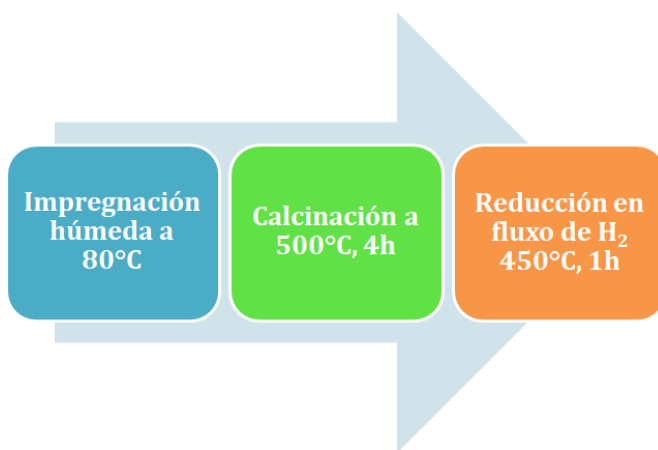 Impregnación
húmeda a
80°C
Calcinación a
500°C, 4h
Reducción en
fluxo de H₂
450°C, 1h